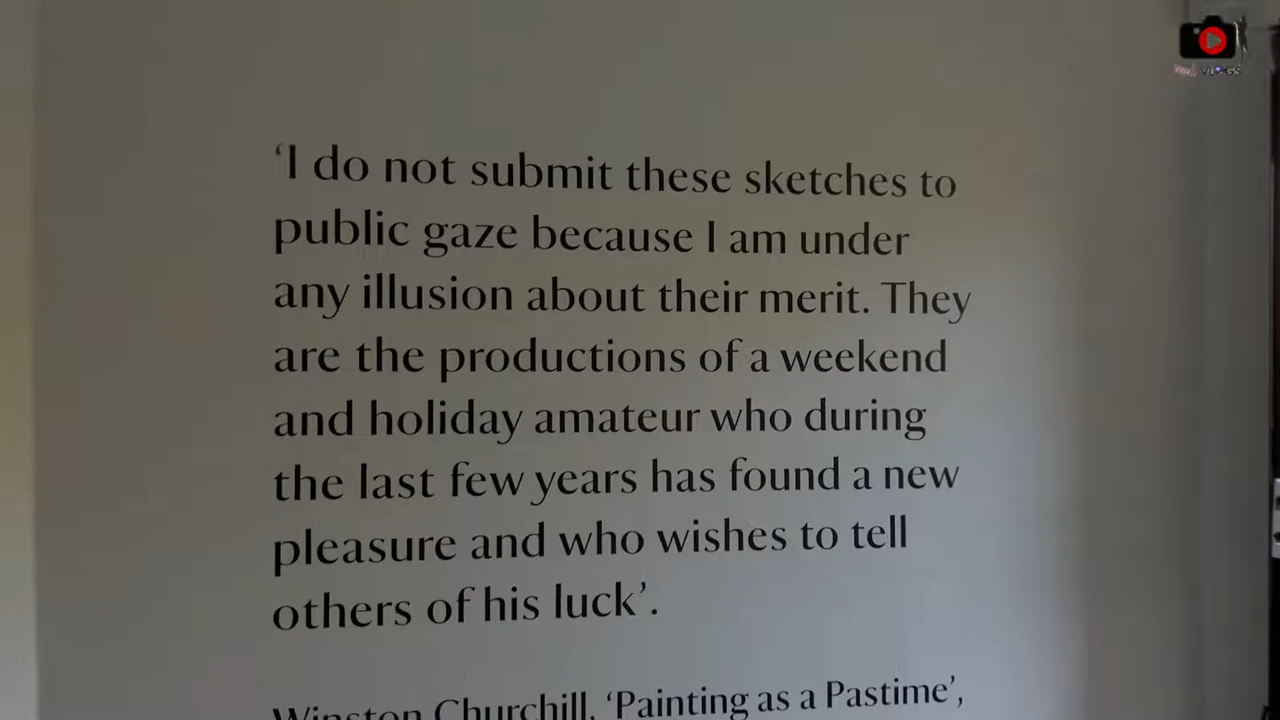 ‘I do not submit these sketches to
public gaze because I am under
any illusion about their merit. They
are the productions of a weekend
and holiday amateur who during
the last few years has found a new
pleasure and who wishes to tell
others of his luck’.
Winston Churchill, ‘Painting as a Pastime’,
VLOGS